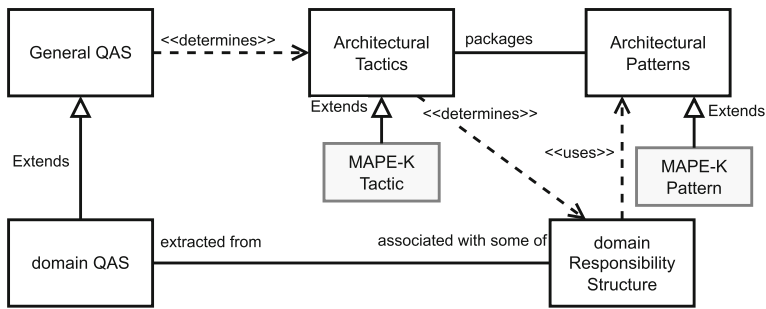 General QAS
<<determines>>
Architectural
Tactics
packages
Architectural
Patterns
Extends
<<determines>>
Extends
Extends
MAPE-K
Tactic
<<uses>>
MAPE-K
Pattern
domain QAS
extracted from
associated with some of
domain
Responsibility
Structure